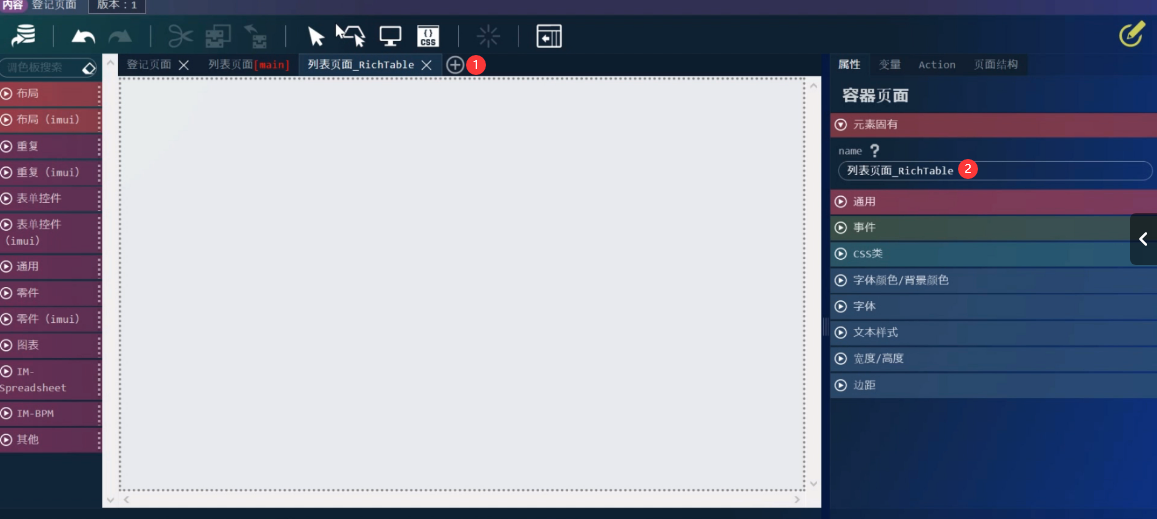 内容 登记页面 版本：1
{} CSS
调色板搜索
登记页面 列表页面[main] 列表页面_RichTable 1
布局
布局（imui）
重复
重复（imui）
表单控件
表单控件
（imui）
通用
零件
零件（imui）
图表
IM-
Spreadsheet
IM-BPM
其他
属性 变量 Action 页面结构
容器页面
元素固有
name ?
列表页面_RichTable 2
通用
事件
CSS类
字体颜色/背景颜色
字体
文本样式
宽度/高度
边距